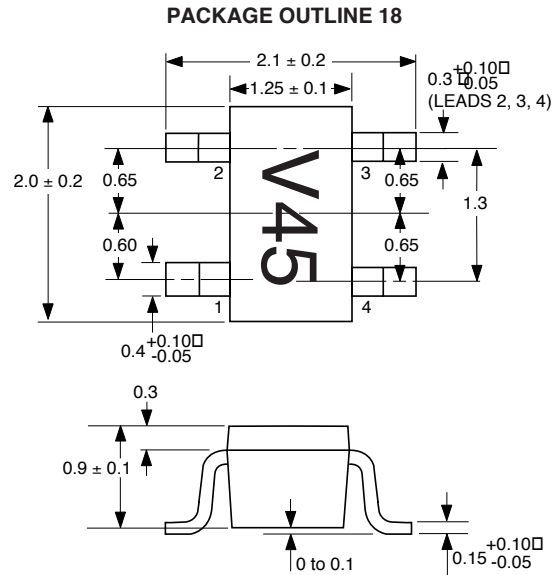 PACKAGE OUTLINE 18
2.1 ± 0.2
1.25 ± 0.1
0.3 +0.10 -0.05
(LEADS 2, 3, 4)
2.0 ± 0.2
0.65
2
3
0.65
1.3
V45
0.60
0.65
1
4
0.4 +0.10 -0.05
0.3
0.9 ± 0.1
0 to 0.1
0.15 +0.10 -0.05